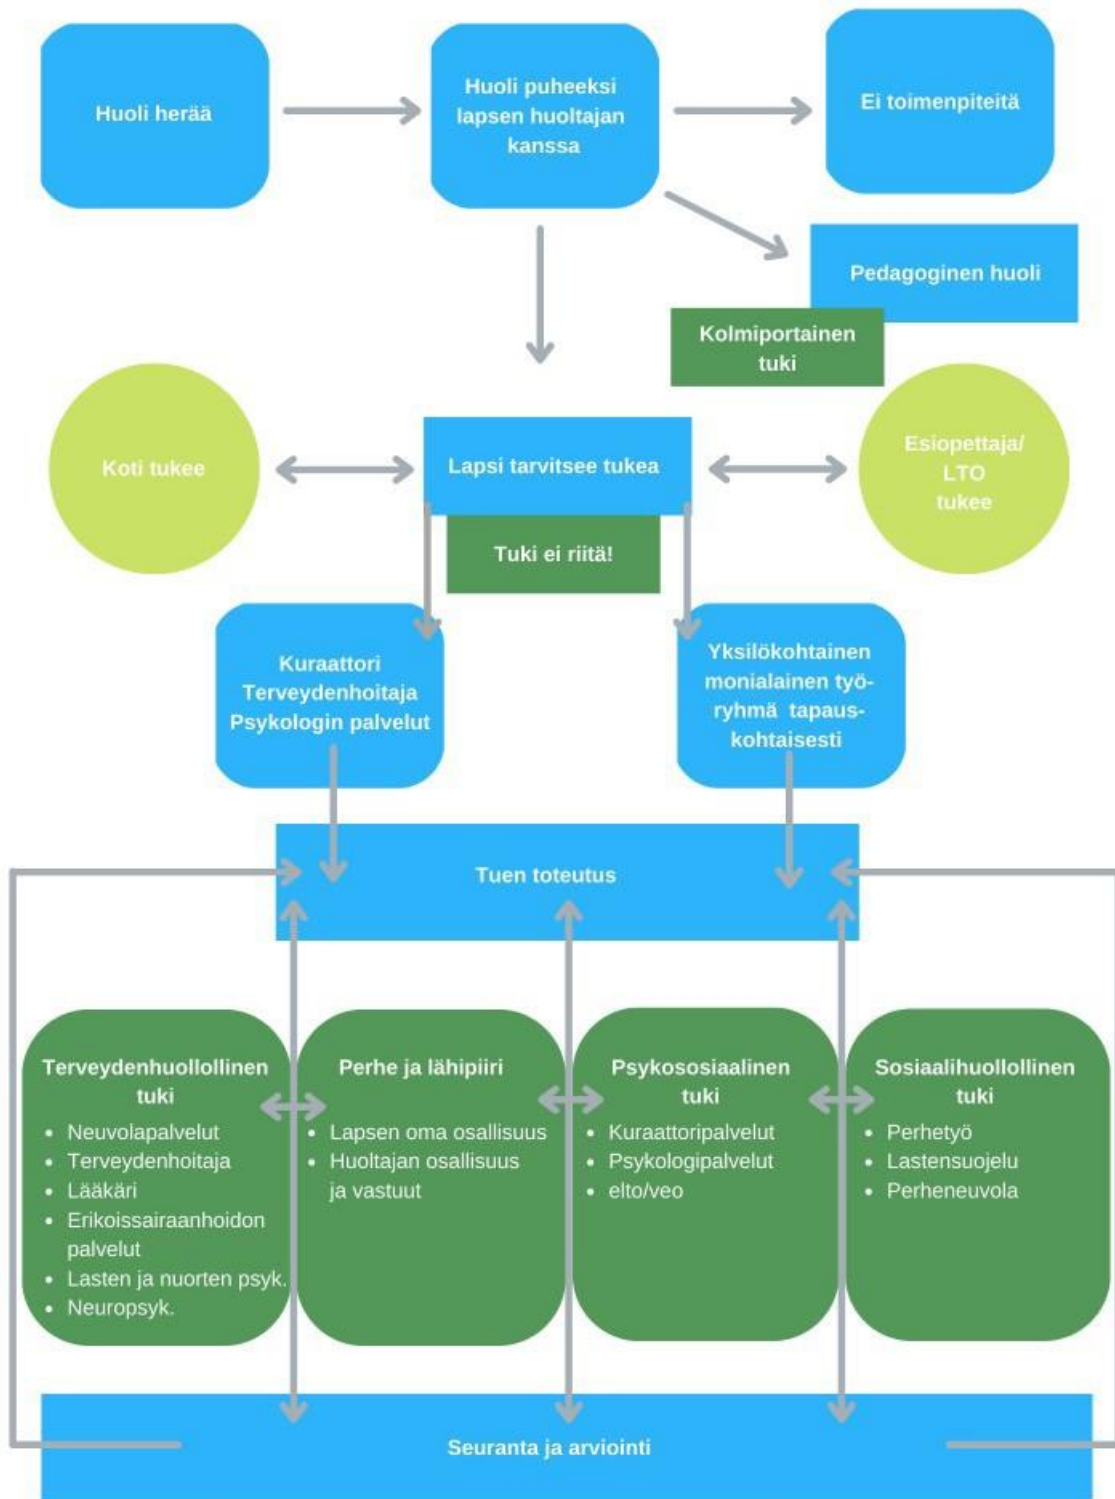 Huoli herää
Huoli puheeksi
lapsen huoltajan
kanssa
Ei toimenpiteitä
Pedagoginen huoli
Kolmiportainen
tuki
Koti tukee
Lapsi tarvitsee tukea
Esiopettaja/
LTO
tukee
Tuki ei riitä!
Kuraattori
Terveydenhoitaja
Psykologin palvelut
Yksilökohtainen
monialainen työ-
ryhmä tapaus-
kohtaisesti
Tuen toteutus
Terveydenhuollollinen
tuki
• Neuvolapalvelut
• Terveydenhoitaja
• Lääkäri
• Erikoissairaanhoidon
palvelut
• Lasten ja nuorten psyk.
• Neuropsyk.
Perhe ja lähipiiri
• Lapsen oma osallisuus
• Huoltajan osallisuus
ja vastuut
Psykososiaalinen
tuki
• Kuraattoripalvelut
• Psykologipalvelut
• elto/veo
Sosiaalihuollollinen
tuki
• Perhetyö
• Lastensuojelu
• Perheneuvola
Seuranta ja arviointi